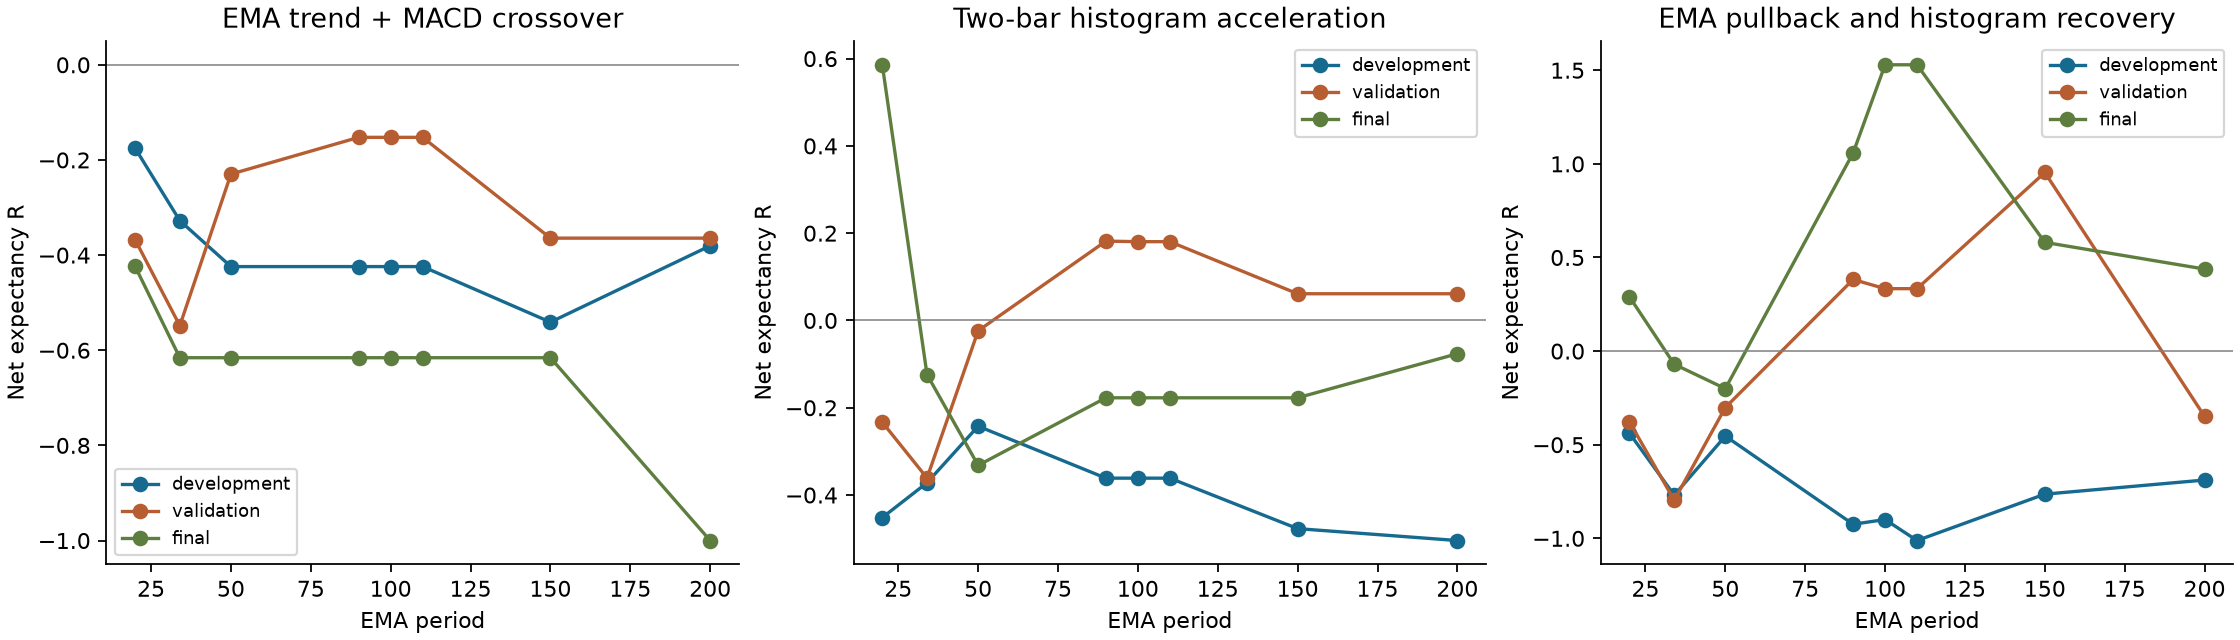 EMA trend + MACD crossover
0.0
−0.2
−0.4
−0.6
−0.8
−1.0
Net expectancy R
development
validation
final
25 50 75 100 125 150 175 200
EMA period
Two-bar histogram acceleration
0.6
0.4
0.2
0.0
−0.2
−0.4
Net expectancy R
development
validation
final
25 50 75 100 125 150 175 200
EMA period
EMA pullback and histogram recovery
1.5
1.0
0.5
0.0
−0.5
−1.0
Net expectancy R
development
validation
final
25 50 75 100 125 150 175 200
EMA period